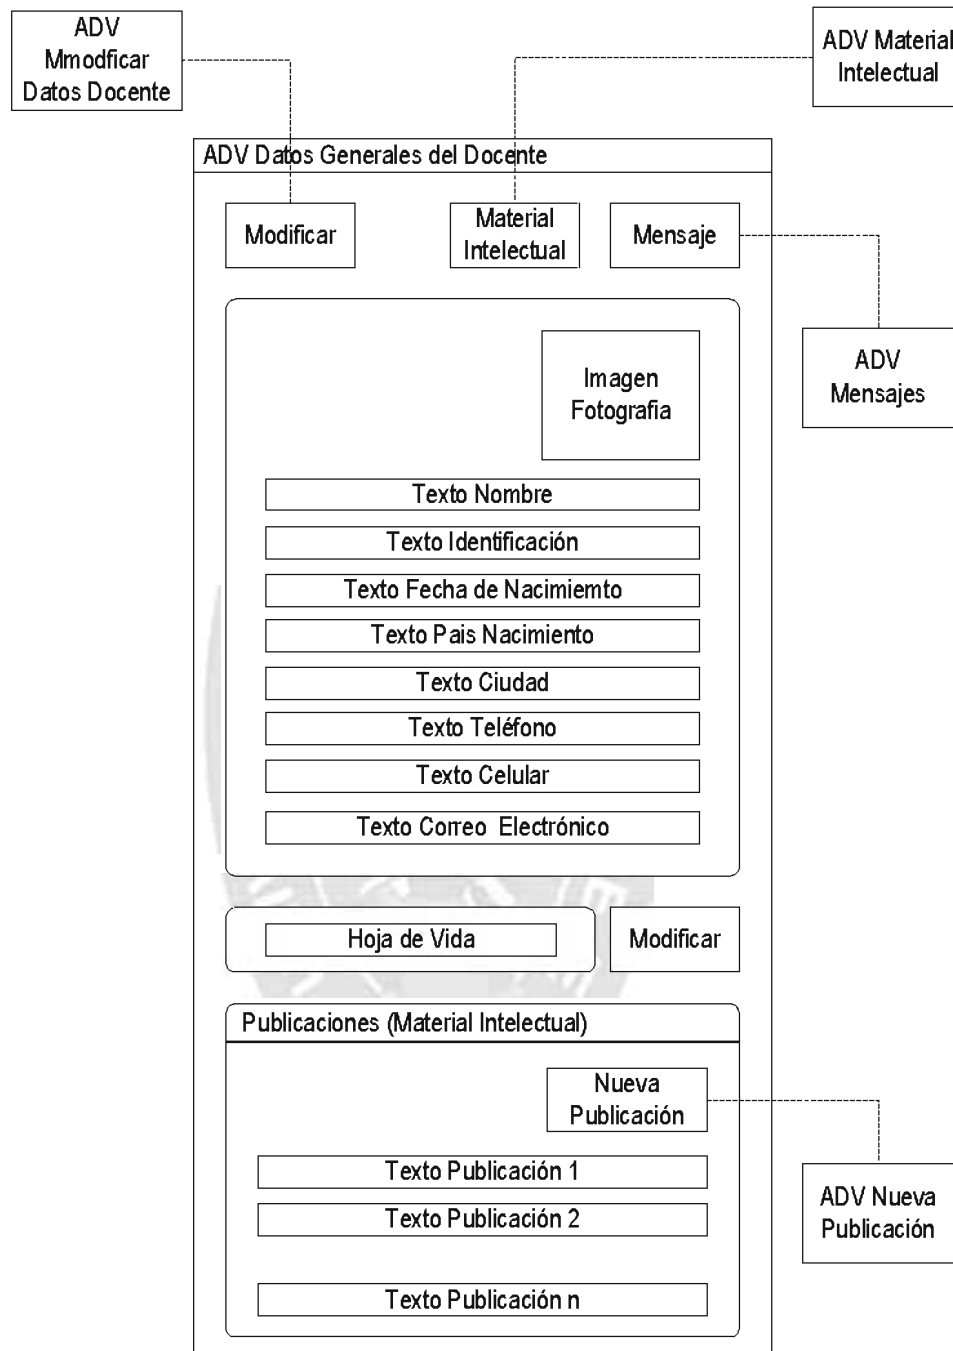 ADV
Mmodficar
Datos Docente
ADV Material
Intelectual
ADV Datos Generales del Docente
Modificar
Material
Intelectual
Mensaje
Imagen
Fotografia
ADV
Mensajes
Texto Nombre
Texto Identificación
Texto Fecha de Nacimiemto
Texto Pais Nacimiento
Texto Ciudad
Texto Teléfono
Texto Celular
Texto Correo Electrónico
Hoja de Vida
Modificar
Publicaciones (Material Intelectual)
Nueva
Publicación
Texto Publicación 1
Texto Publicación 2
Texto Publicación n
ADV Nueva
Publicación